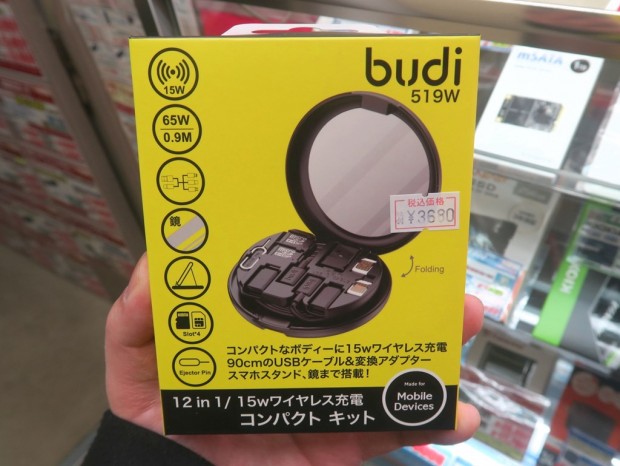 budi
519W
15W
65W
0.9M
鏡
税込価格
¥3680
Folding
Slot*4
Ejector Pin
コンパクトなボディーに15wワイヤレス充電
90cmのUSBケーブル&変換アダプター
スマホスタンド、鏡まで搭載!
Made for
Mobile
Devices
12 in 1/ 15wワイヤレス充電
コンパクト キット
mSATA
SSD
KIOXIA